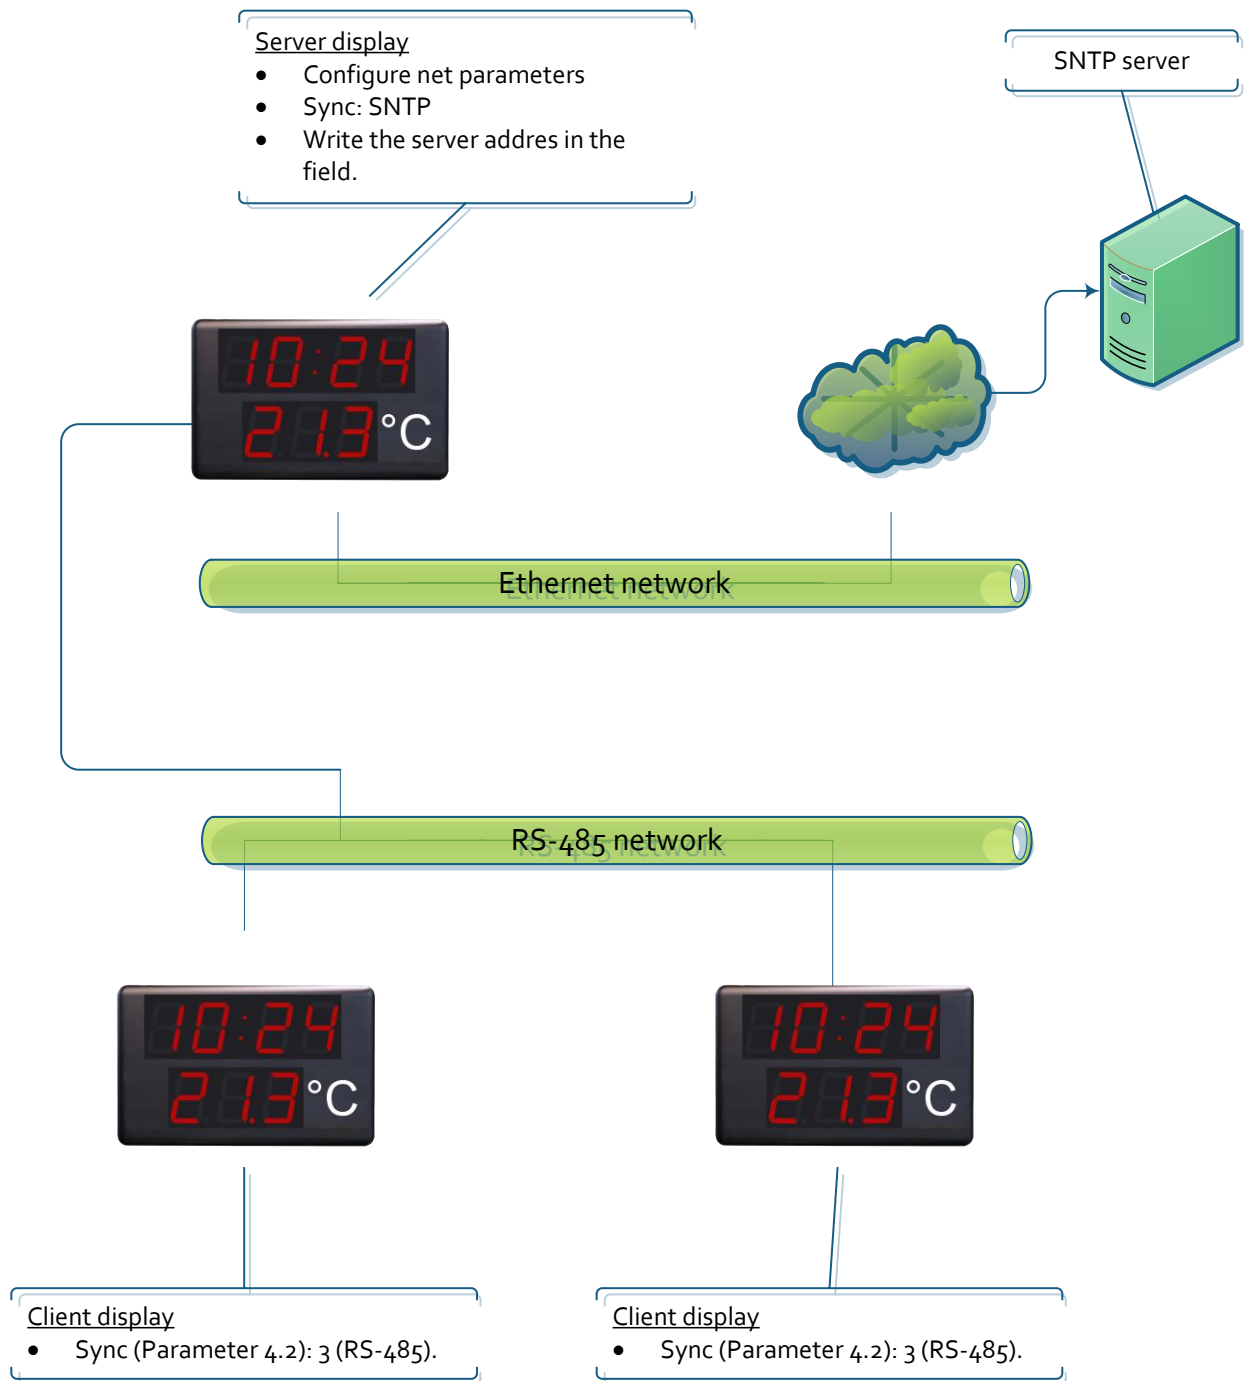 Server display
• Configure net parameters
• Sync: SNTP
• Write the server addres in the
field.
SNTP server
10:24
21.3 °C
Ethernet network
RS-485 network
10:24
21.3 °C
10:24
21.3 °C
Client display
• Sync (Parameter 4.2): 3 (RS-485).
Client display
• Sync (Parameter 4.2): 3 (RS-485).